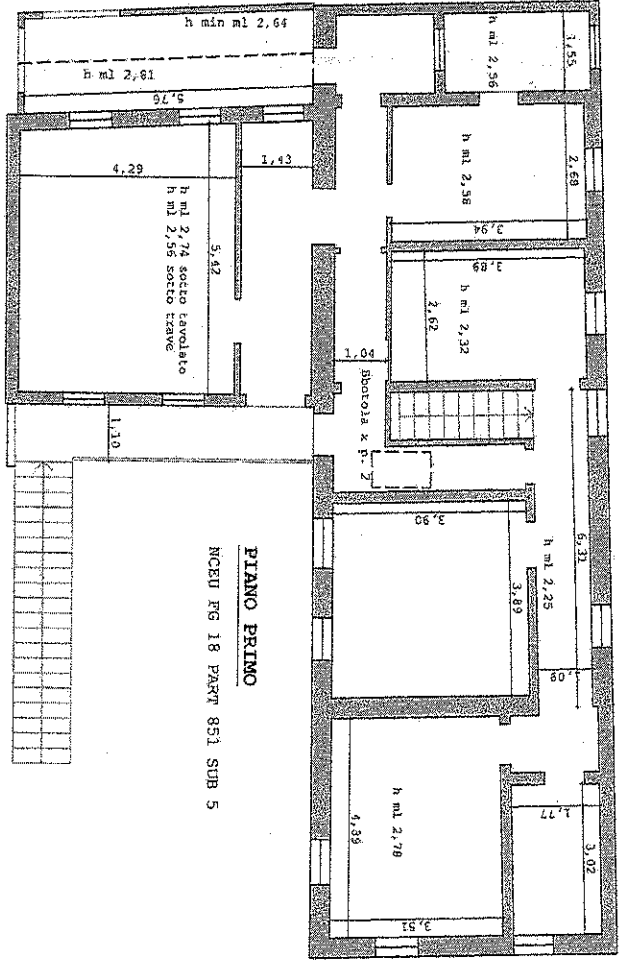 h min ml 2,64
h ml 2,81
5,76
h ml 2,56
1,55
2,68
h ml 2,58
3,94
1,43
4,29
5,42
h ml 2,74 sotto tavolato
h ml 2,56 sotto trave
3,89
h ml 2,32
2,62
1,04
Bbotola x p. 2
1,10
6,31
h ml 2,25
3,90
3,89
1,09
PIANO PRIMO
NCEU FG 18 PART 851 SUB 5
h ml 2,78
4,39
3,51
1,77
3,02